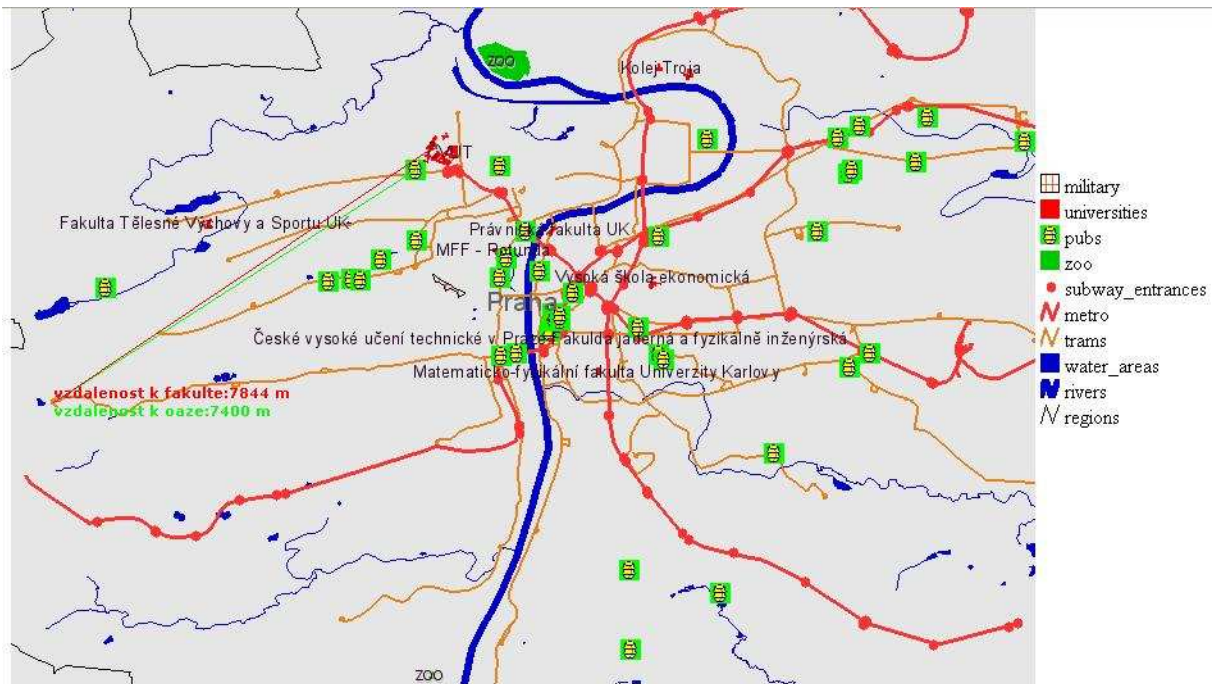 ZOO
Kolej Troja
Fakulta Tělesné Výchovy a Sportu UK
Právnická fakulta UK
MFF - Rotunda
Vysoká škola ekonomická
Praha
České vysoké učení technické v Praze Fakulda jaderná a fyzikálně inženýrská
Matematicko-fyzikální fakulta Univerzity Karlovy
vzdalenost k fakulte:7844 m
vzdalenost k oaze:7400 m
ZOO
military
universities
pubs
zoo
subway_entrances
metro
trams
water_areas
rivers
regions